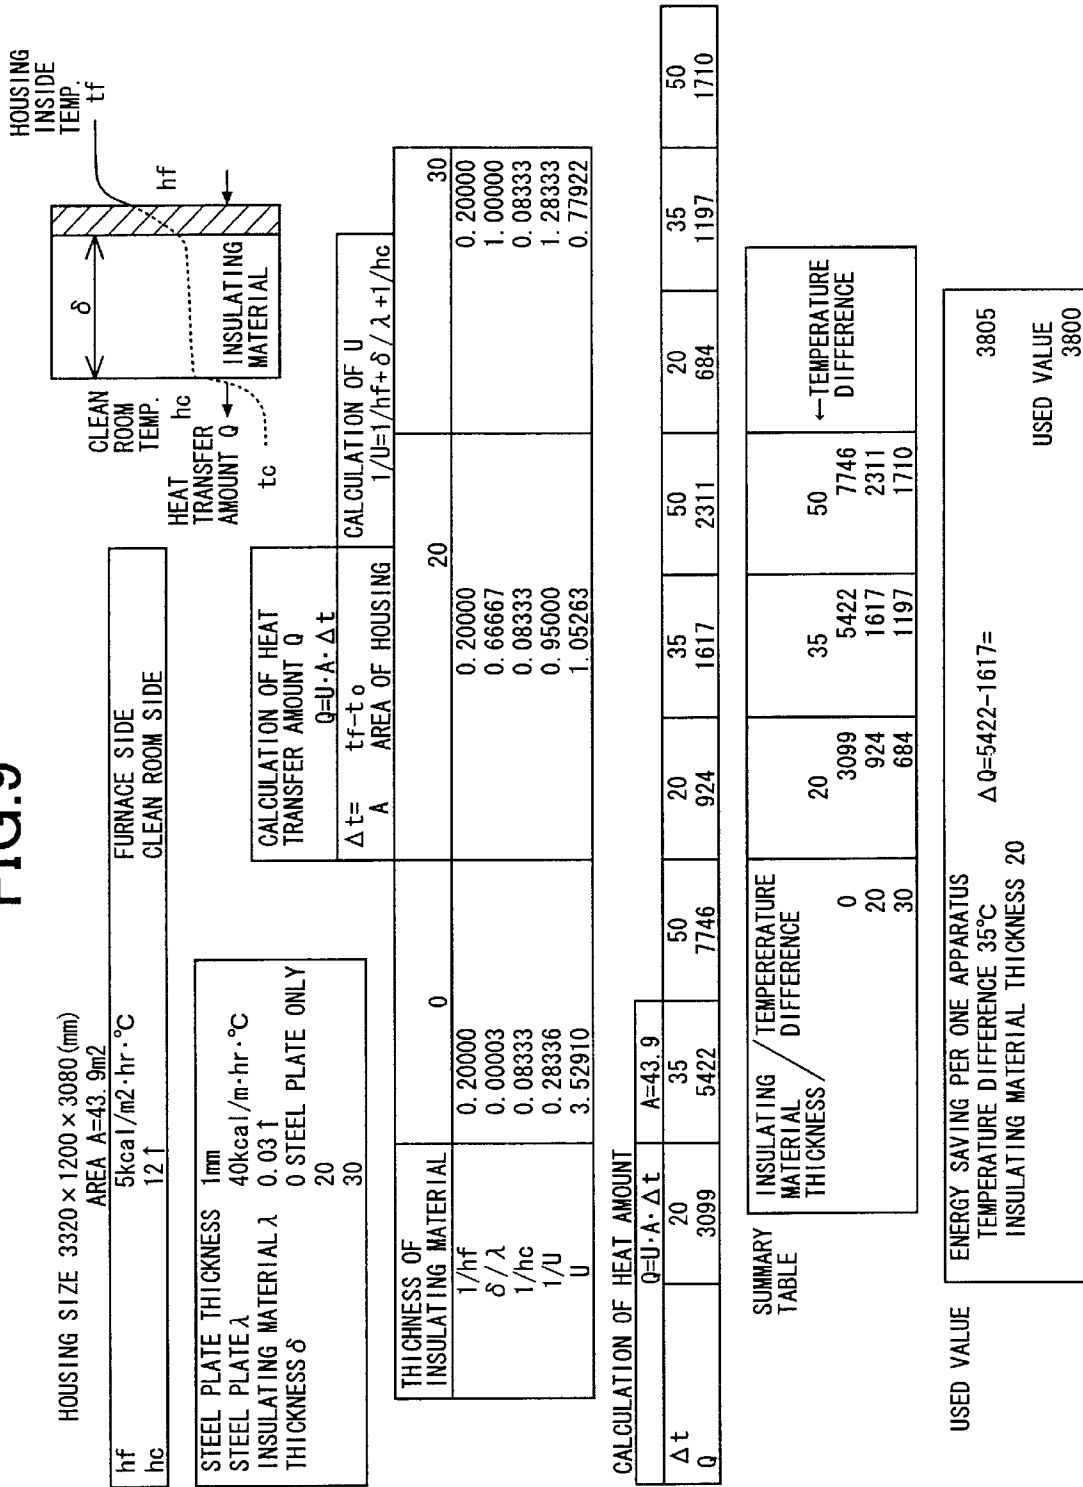 FIG.9
HOUSING SIZE 3320×1200×3080(mm)
AREA A=43.9m2
hf 5kcal/m2·hr·°C FURNACE SIDE
hc 12↑ CLEAN ROOM SIDE
STEEL PLATE THICKNESS 1mm
STEEL PLATE λ 40kcal/m·hr·°C
INSULATING MATERIAL λ 0.03↑
THICKNESS δ 0 STEEL PLATE ONLY
20
30
CALCULATION OF HEAT
TRANSFER AMOUNT Q
Q=U·A·Δt
Δt= tf-to
A AREA OF HOUSING
CALCULATION OF U
1/U=1/hf+δ/λ+1/hc
HOUSING
INSIDE
TEMP.
tf
hf
δ
INSULATING
MATERIAL
CLEAN
ROOM
TEMP.
hc
HEAT
TRANSFER
AMOUNT Q
tc
THICHNESS OF
INSULATING MATERIAL 0 20 30
1/hf 0.20000 0.20000 0.20000
δ/λ 0.00003 0.66667 1.00000
1/hc 0.08333 0.08333 0.08333
1/U 0.28336 0.95000 1.28333
U 3.52910 1.05263 0.77922
CALCULATION OF HEAT AMOUNT
Q=U·A·Δt A=43.9
Δt 20 35 50 20 35 50 20 35 50
Q 3099 5422 7746 924 1617 2311 684 1197 1710
SUMMARY
TABLE
INSULATING
MATERIAL
THICKNESS
/ TEMPERERATURE
DIFFERENCE
20 35 50 ←TEMPERATURE
DIFFERENCE
0 3099 5422 7746
20 924 1617 2311
30 684 1197 1710
USED VALUE
ENERGY SAVING PER ONE APPARATUS
TEMPERATURE DIFFERENCE 35°C ΔQ=5422-1617= 3805
INSULATING MATERIAL THICKNESS 20
USED VALUE
3800